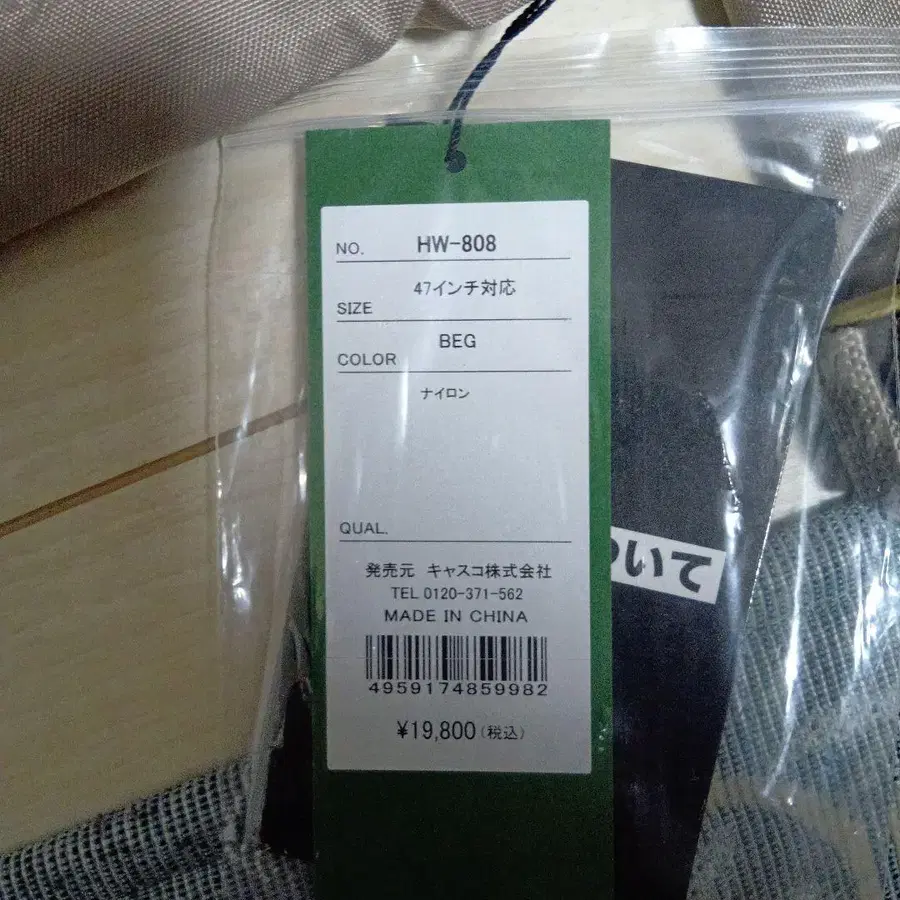 NO. HW-808
47インチ対応
SIZE
BEG
COLOR
ナイロン
QUAL.
発売元 キャスコ株式会社
TEL 0120-371-562
MADE IN CHINA
4959174859982
¥19,800(税込)
ついて